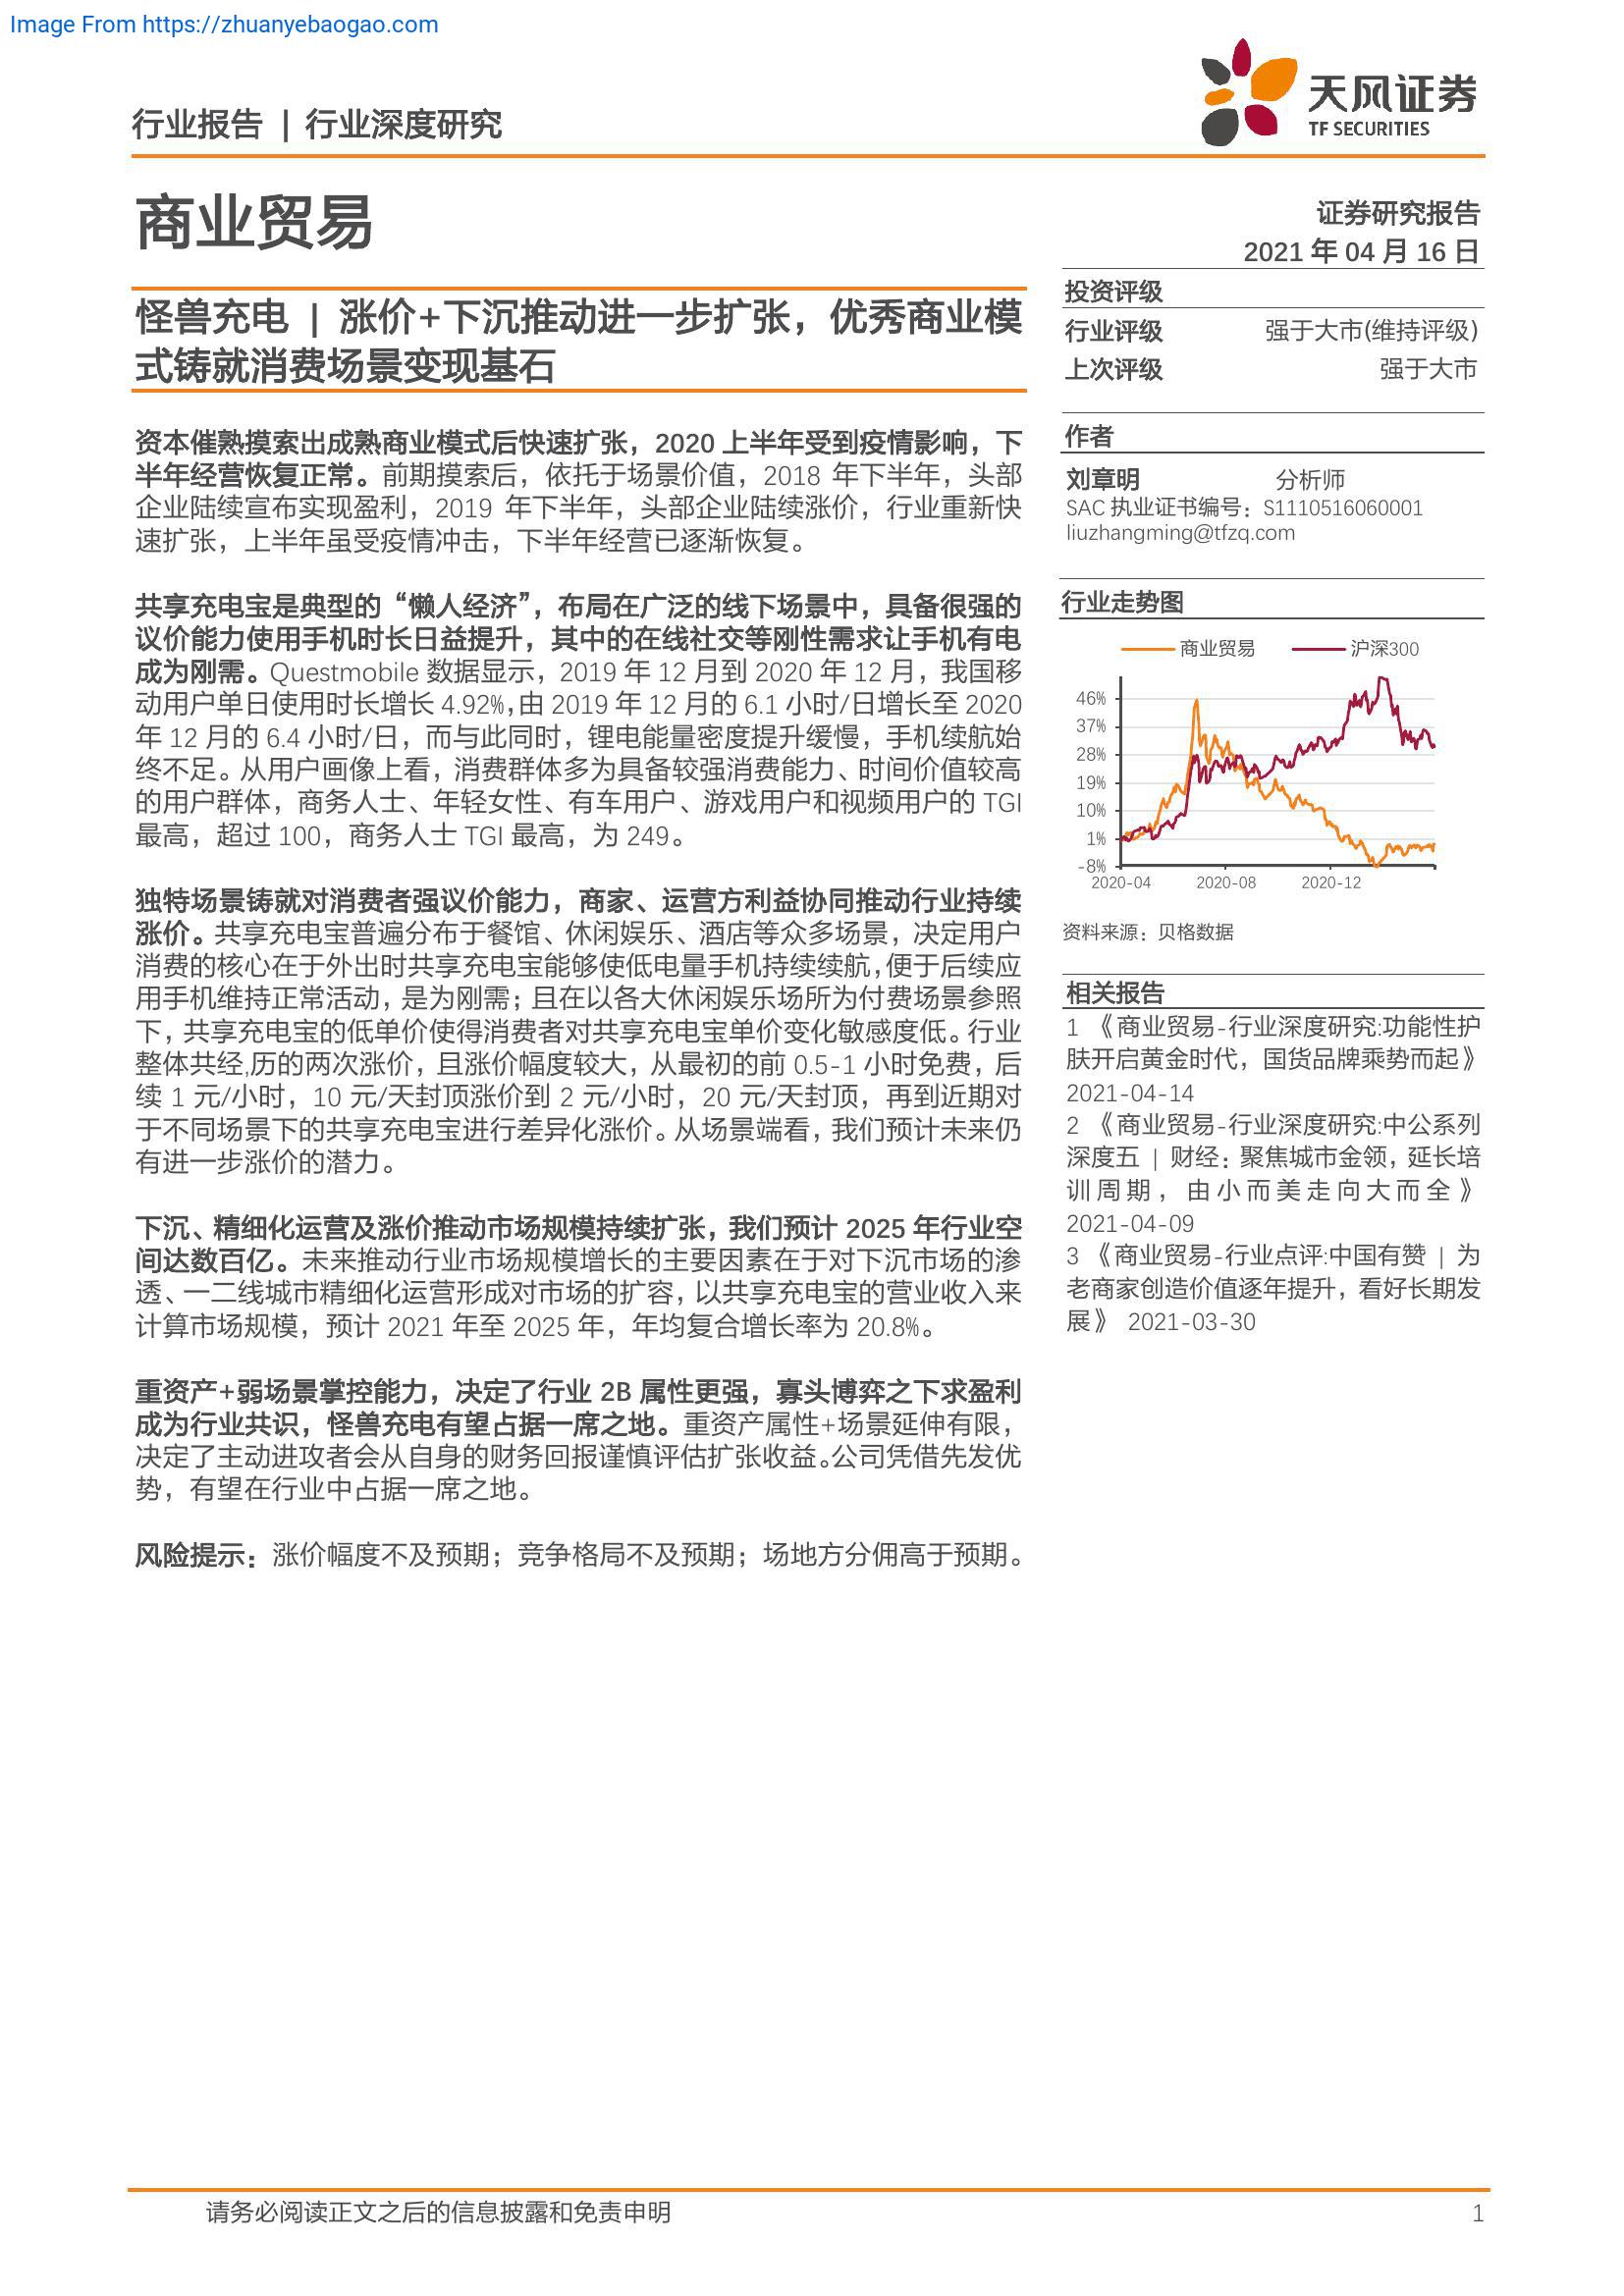 Image From https://zhuanyebaogao.com
行业报告 | 行业深度研究
天风证券
TF SECURITIES
商业贸易
证券研究报告
2021 年 04 月 16 日
怪兽充电 | 涨价+下沉推动进一步扩张，优秀商业模
式铸就消费场景变现基石
资本催熟摸索出成熟商业模式后快速扩张，2020 上半年受到疫情影响，下
半年经营恢复正常。前期摸索后，依托于场景价值，2018 年下半年，头部
企业陆续宣布实现盈利，2019 年下半年，头部企业陆续涨价，行业重新快
速扩张，上半年虽受疫情冲击，下半年经营已逐渐恢复。
共享充电宝是典型的“懒人经济”，布局在广泛的线下场景中，具备很强的
议价能力使用手机时长日益提升，其中的在线社交等刚性需求让手机有电
成为刚需。Questmobile 数据显示，2019 年 12 月到 2020 年 12 月，我国移
动用户单日使用时长增长 4.92%，由 2019 年 12 月的 6.1 小时/日增长至 2020
年 12 月的 6.4 小时/日，而与此同时，锂电能量密度提升缓慢，手机续航始
终不足。从用户画像上看，消费群体多为具备较强消费能力、时间价值较高
的用户群体，商务人士、年轻女性、有车用户、游戏用户和视频用户的 TGI
最高，超过 100，商务人士 TGI 最高，为 249。
独特场景铸就对消费者强议价能力，商家、运营方利益协同推动行业持续
涨价。共享充电宝普遍分布于餐馆、休闲娱乐、酒店等众多场景，决定用户
消费的核心在于外出时共享充电宝能够使低电量手机持续续航，便于后续应
用手机维持正常活动，是为刚需；且在以各大休闲娱乐场所为付费场景参照
下，共享充电宝的低单价使得消费者对共享充电宝单价变化敏感度低。行业
整体共经,历的两次涨价，且涨价幅度较大，从最初的前 0.5-1 小时免费，后
续 1 元/小时，10 元/天封顶涨价到 2 元/小时，20 元/天封顶，再到近期对
于不同场景下的共享充电宝进行差异化涨价。从场景端看，我们预计未来仍
有进一步涨价的潜力。
下沉、精细化运营及涨价推动市场规模持续扩张，我们预计 2025 年行业空
间达数百亿。未来推动行业市场规模增长的主要因素在于对下沉市场的渗
透、一二线城市精细化运营形成对市场的扩容，以共享充电宝的营业收入来
计算市场规模，预计 2021 年至 2025 年，年均复合增长率为 20.8%。
重资产+弱场景掌控能力，决定了行业 2B 属性更强，寡头博弈之下求盈利
成为行业共识，怪兽充电有望占据一席之地。重资产属性+场景延伸有限，
决定了主动进攻者会从自身的财务回报谨慎评估扩张收益。公司凭借先发优
势，有望在行业中占据一席之地。
风险提示：涨价幅度不及预期；竞争格局不及预期；场地方分佣高于预期。
投资评级
行业评级 强于大市(维持评级)
上次评级 强于大市
作者
刘章明 分析师
SAC 执业证书编号：S1110516060001
liuzhangming@tfzq.com
行业走势图
商业贸易 沪深300
46%
37%
28%
19%
10%
1%
-8%
2020-04 2020-08 2020-12
资料来源：贝格数据
相关报告
1 《商业贸易-行业深度研究:功能性护
肤开启黄金时代，国货品牌乘势而起》
2021-04-14
2 《商业贸易-行业深度研究:中公系列
深度五 | 财经：聚焦城市金领，延长培
训周期，由小而美走向大而全》
2021-04-09
3 《商业贸易-行业点评:中国有赞 | 为
老商家创造价值逐年提升，看好长期发
展》 2021-03-30
请务必阅读正文之后的信息披露和免责申明 1